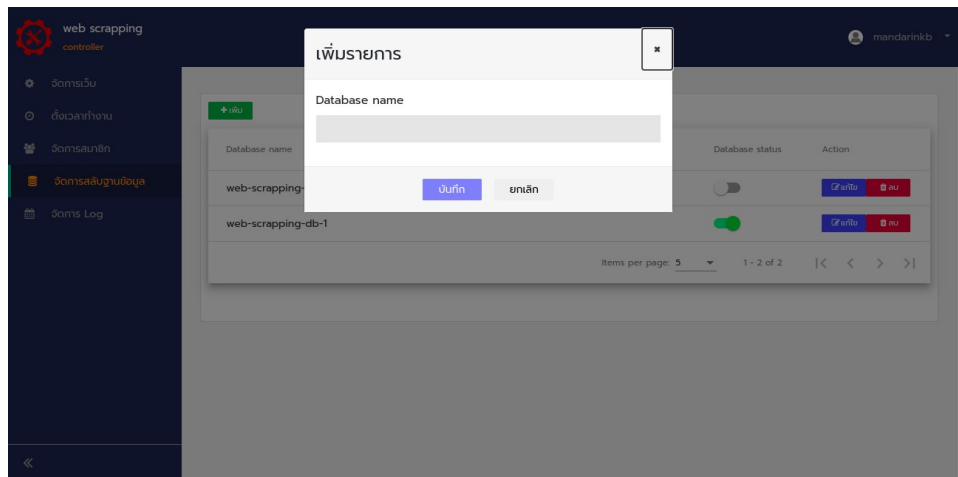 web scrapping
controller
mandarinkb
เพิ่มรายการ
×
จัดการเว็บ
ตั้งเวลาทำงาน
จัดการสมาชิก
จัดการสลับฐานข้อมูล
จัดการ Log
+ เพิ่ม
Database name
Database name
Database status
Action
web-scrapping-
แก้ไข
ลบ
บันทึก
ยกเลิก
web-scrapping-db-1
แก้ไข
ลบ
Items per page: 5
1 - 2 of 2